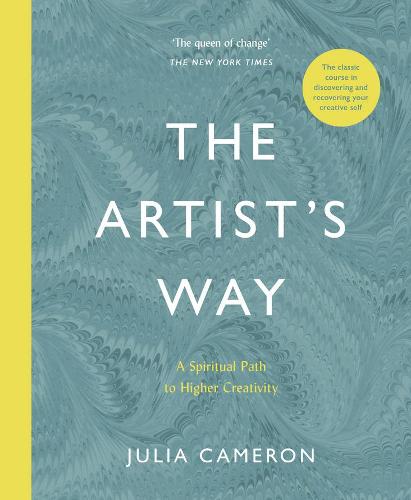 ‘The queen of change’
THE NEW YORK TIMES
The classic
course in
discovering and
recovering your
creative self
THE
ARTIST’S
WAY
A Spiritual Path
to Higher Creativity
JULIA CAMERON